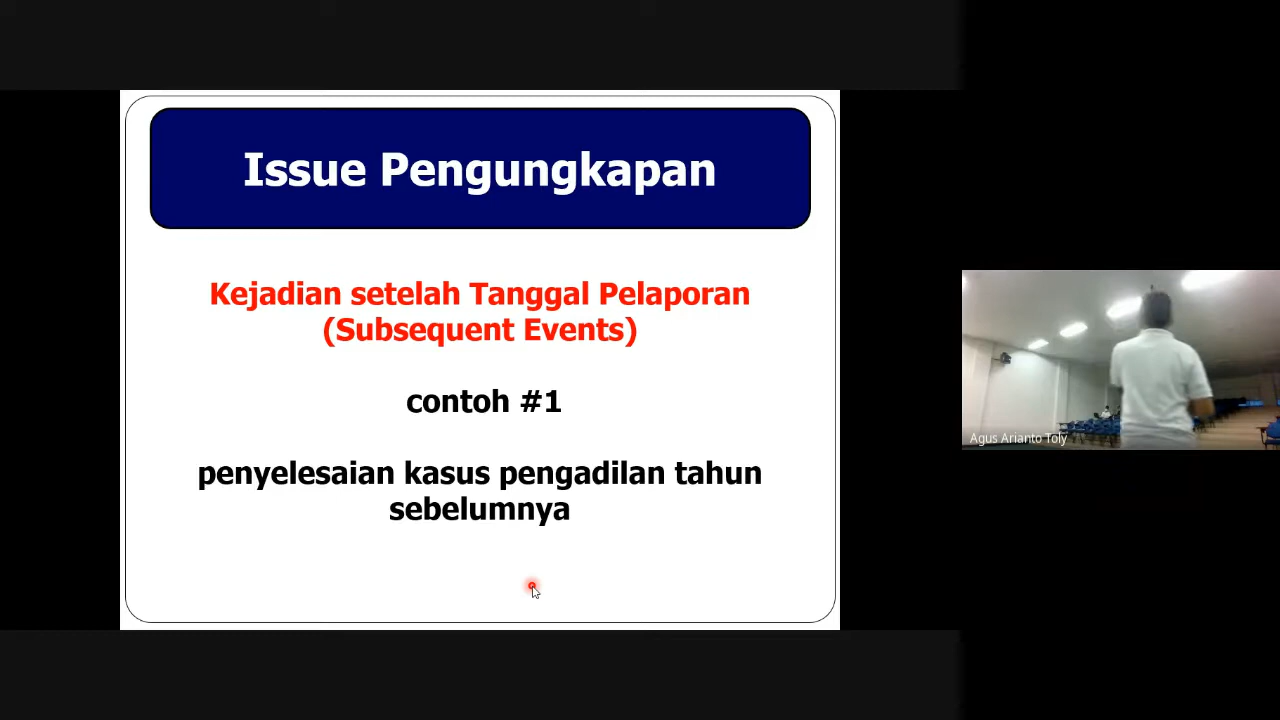 Issue Pengungkapan
Kejadian setelah Tanggal Pelaporan
(Subsequent Events)
contoh #1
penyelesaian kasus pengadilan tahun
sebelumnya
Agus Arianto Toly